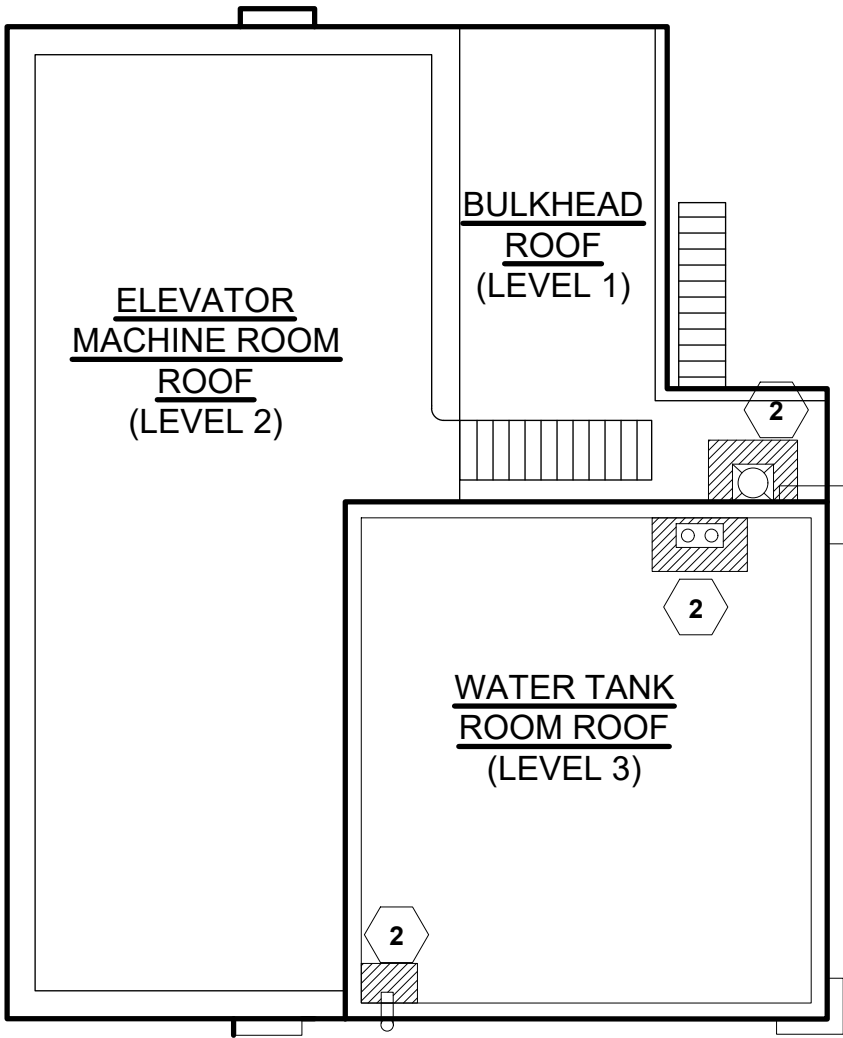 BULKHEAD
ROOF
(LEVEL 1)
ELEVATOR
MACHINE ROOM
ROOF
(LEVEL 2)
2
2
WATER TANK
ROOM ROOF
(LEVEL 3)
2